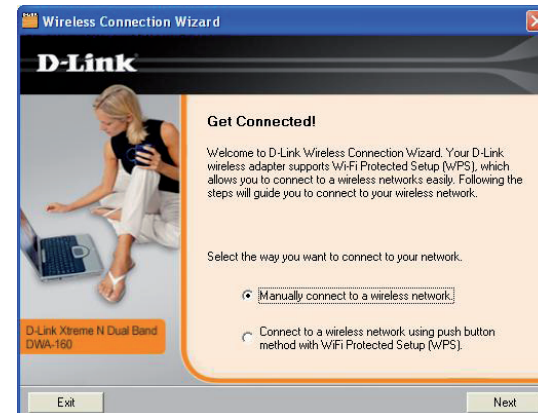 Wireless Connection Wizard
D-Link
Get Connected!
Welcome to D-Link Wireless Connection Wizard. Your D-Link
wireless adapter supports Wi-Fi Protected Setup (WPS), which
allows you to connect to a wireless networks easily. Following the
steps will guide you to connect to your wireless network.
Select the way you want to connect to your network.
Manually connect to a wireless network.
Connect to a wireless network using push button
method with WiFi Protected Setup (WPS).
D-Link Xtreme N Dual Band
DWA-160
Exit
Next